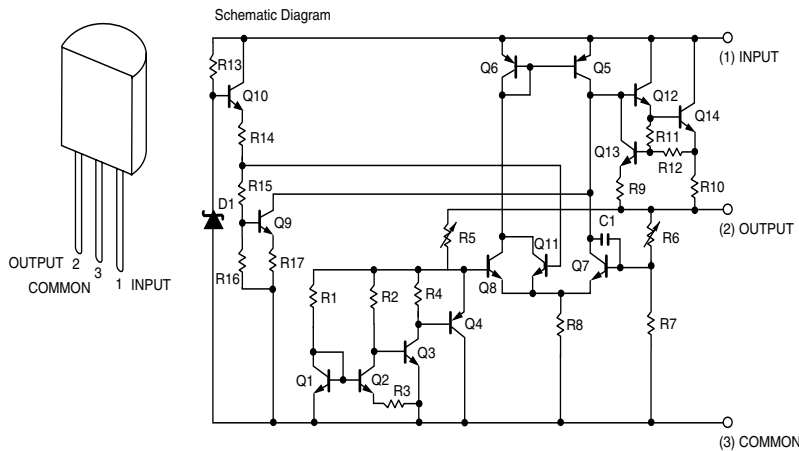 Schematic Diagram
R13
Q10
R14
R15
D1
Q9
R16
R17
Q6
Q5
(1) INPUT
Q12
Q14
R11
Q13
R12
R9
R10
C1
(2) OUTPUT
R5
Q11
R6
Q8
Q7
OUTPUT 2
COMMON 3
1 INPUT
R1
R2
R4
Q4
Q3
R8
R7
Q1
Q2
R3
(3) COMMON